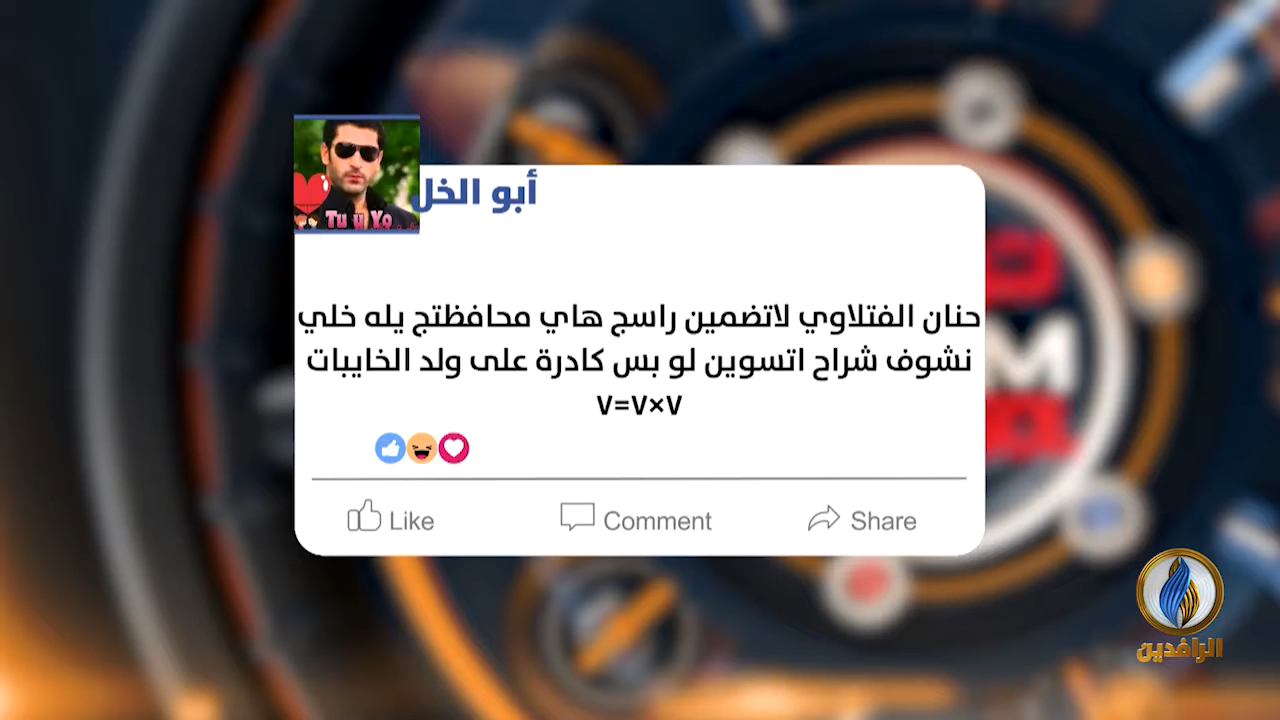 أبو الخل
Tu y Yo
حنان الفتلاوي لاتضمين راسج هاي محافظتج يله خلي
نشوف شراح اتسوين لو بس كادرة على ولد الخايبات
٧×٧=٧
Like
Comment
Share
الرافدين